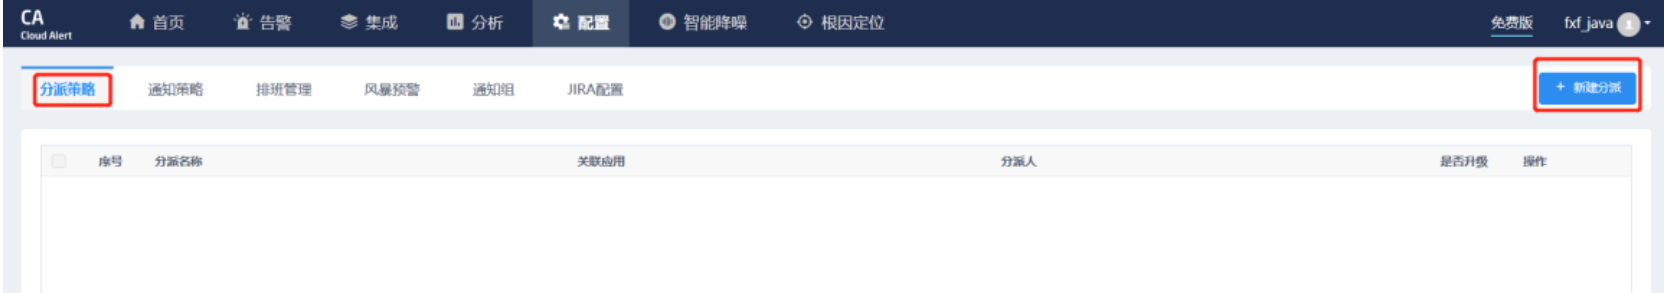 CA
Cloud Alert
首页 告警 集成 分析 配置 智能降噪 根因定位 免费版 fxf_java
分派策略 通知策略 排班管理 风暴预警 通知组 JIRA配置 + 新建分派
序号 分派名称 关联应用 分派人 是否升级 操作